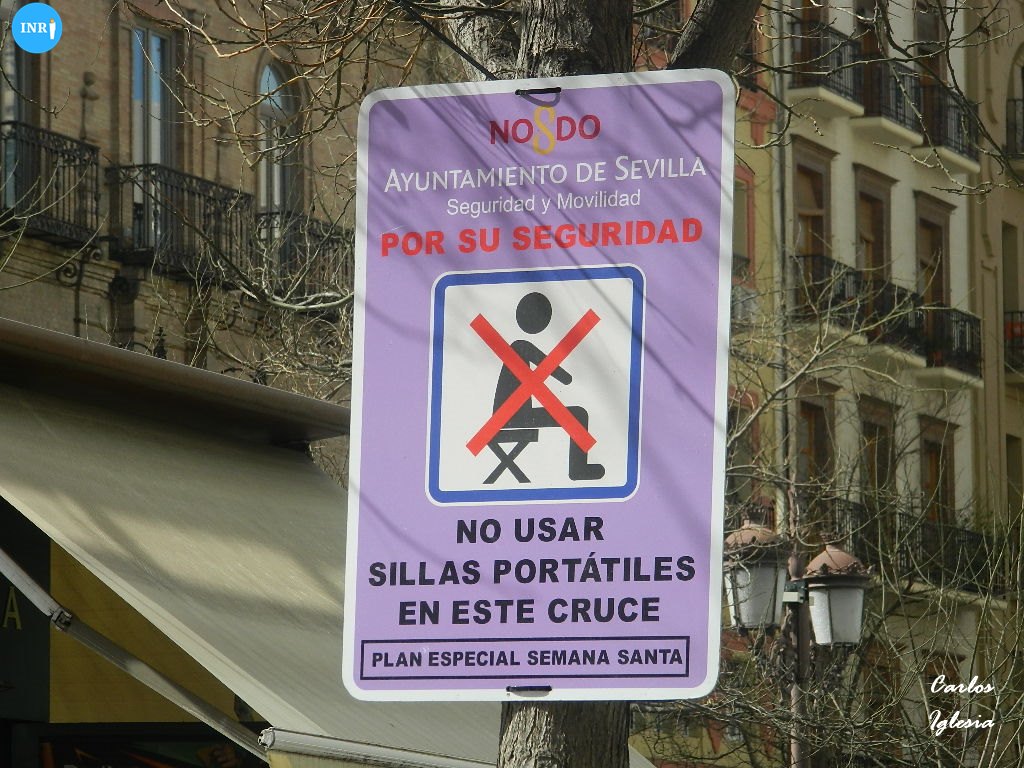 INRI
NO8DO
AYUNTAMIENTO DE SEVILLA
Seguridad y Movilidad
POR SU SEGURIDAD
NO USAR
SILLAS PORTÁTILES
EN ESTE CRUCE
PLAN ESPECIAL SEMANA SANTA
A
Carlos
Iglesia